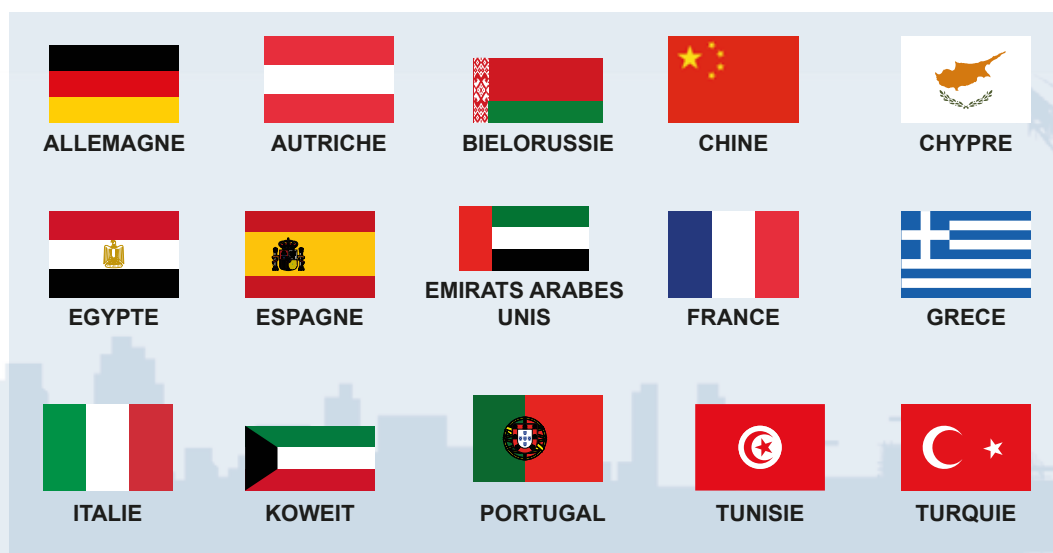 ALLEMAGNE
AUTRICHE
BIELORUSSIE
CHINE
CHYPRE
EGYPTE
ESPAGNE
EMIRATS ARABES
UNIS
FRANCE
GRECE
ITALIE
KOWEIT
PORTUGAL
TUNISIE
TURQUIE